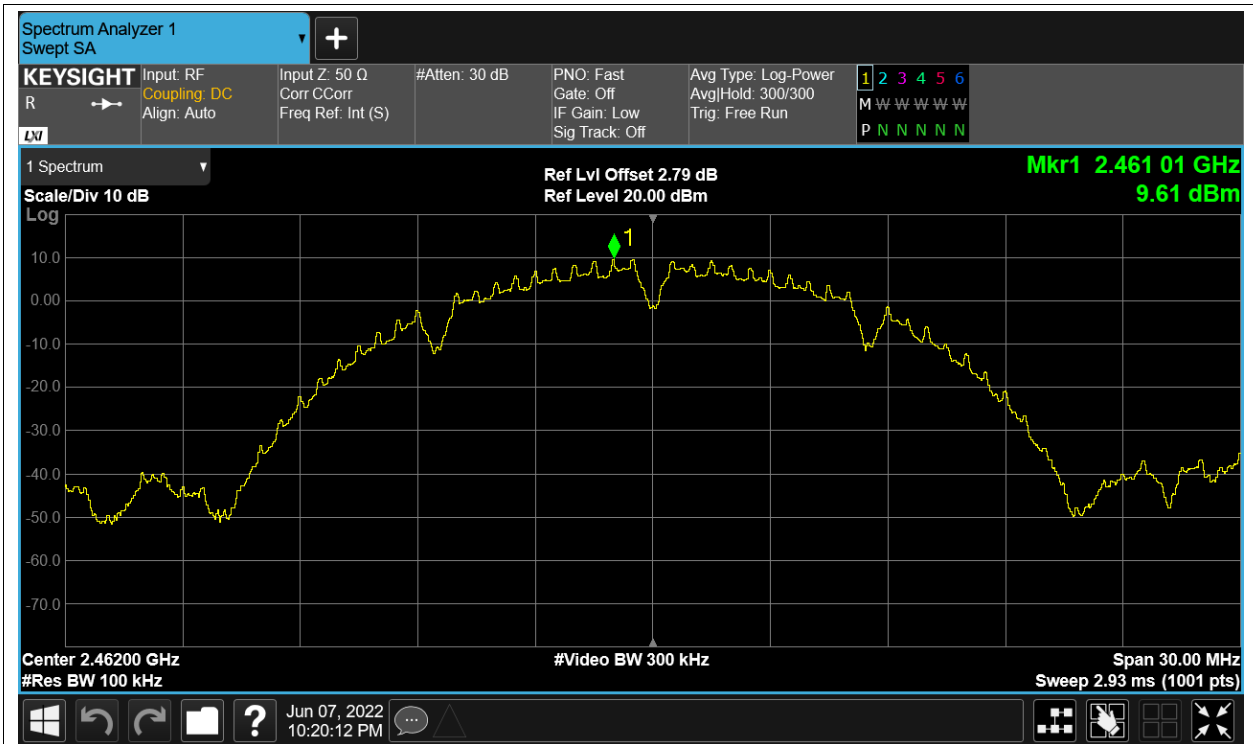 Spectrum Analyzer 1
Swept SA
KEYSIGHT
R
LXI
Input: RF
Coupling: DC
Align: Auto
Input Z: 50 Ω
Corr CCorr
Freq Ref: Int (S)
#Atten: 30 dB
PNO: Fast
Gate: Off
IF Gain: Low
Sig Track: Off
Avg Type: Log-Power
Avg|Hold: 300/300
Trig: Free Run
1 2 3 4 5 6
M W W W W W
P N N N N N
1 Spectrum
Scale/Div 10 dB
Log
Ref Lvl Offset 2.79 dB
Ref Level 20.00 dBm
Mkr1 2.461 01 GHz
9.61 dBm
1
10.0
0.00
-10.0
-20.0
-30.0
-40.0
-50.0
-60.0
-70.0
Center 2.46200 GHz
#Res BW 100 kHz
#Video BW 300 kHz
Span 30.00 MHz
Sweep 2.93 ms (1001 pts)
?
Jun 07, 2022
10:20:12 PM